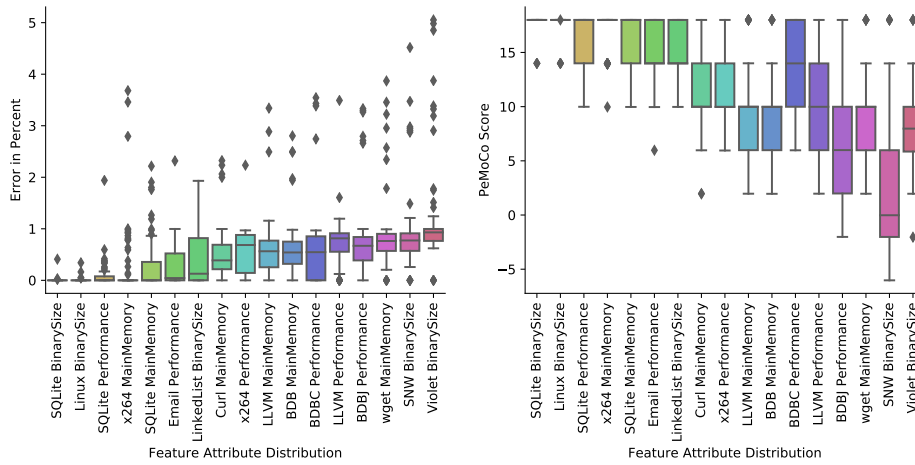 Error in Percent
5
4
3
2
1
0
SQLite BinarySize
Linux BinarySize
SQLite Performance
x264 MainMemory
SQLite MainMemory
Email Performance
LinkedList BinarySize
Curl MainMemory
x264 Performance
LLVM MainMemory
BDB MainMemory
BDBC Performance
LLVM Performance
BDBJ Performance
wget MainMemory
SNW BinarySize
Violet BinarySize
Feature Attribute Distribution
PeMoCo Score
15
10
5
0
−5
SQLite BinarySize
Linux BinarySize
SQLite Performance
x264 MainMemory
SQLite MainMemory
Email Performance
LinkedList BinarySize
Curl MainMemory
x264 Performance
LLVM MainMemory
BDB MainMemory
BDBC Performance
LLVM Performance
BDBJ Performance
wget MainMemory
SNW BinarySize
Violet BinarySize
Feature Attribute Distribution